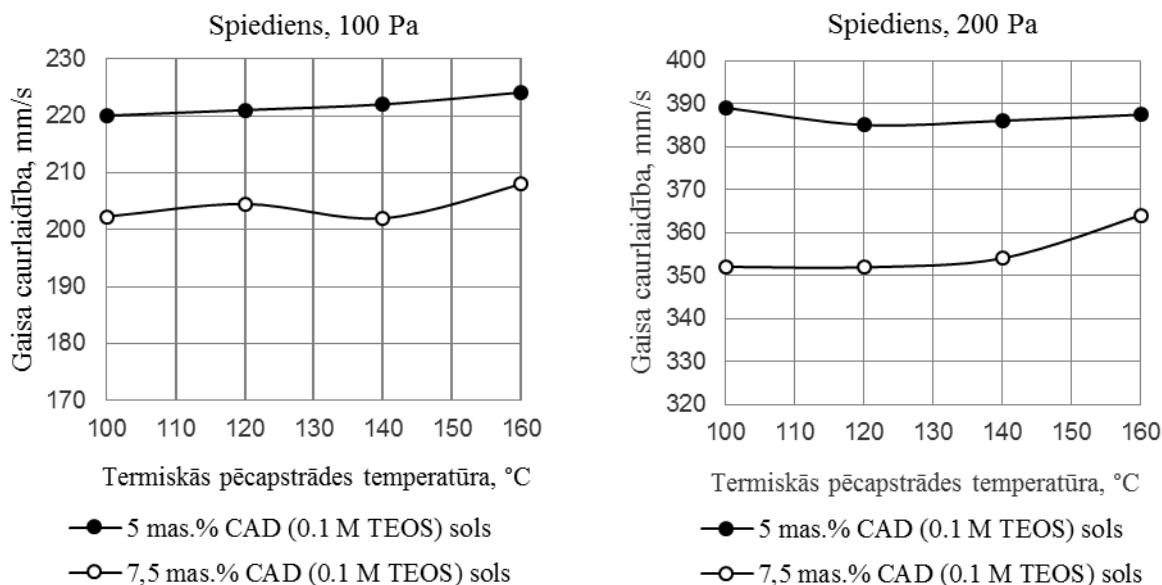 Spiediens, 100 Pa
Gaisa caurlaidība, mm/s
230
220
210
200
190
180
170
100 110 120 130 140 150 160
Termiskās pēcapstrādes temperatūra, °C
5 mas.% CAD (0.1 M TEOS) sols
7,5 mas.% CAD (0.1 M TEOS) sols
Spiediens, 200 Pa
Gaisa caurlaidība, mm/s
400
390
380
370
360
350
340
330
320
100 110 120 130 140 150 160
Termiskās pēcapstrādes temperatūra, °C
5 mas.% CAD (0.1 M TEOS) sols
7,5 mas.% CAD (0.1 M TEOS) sols